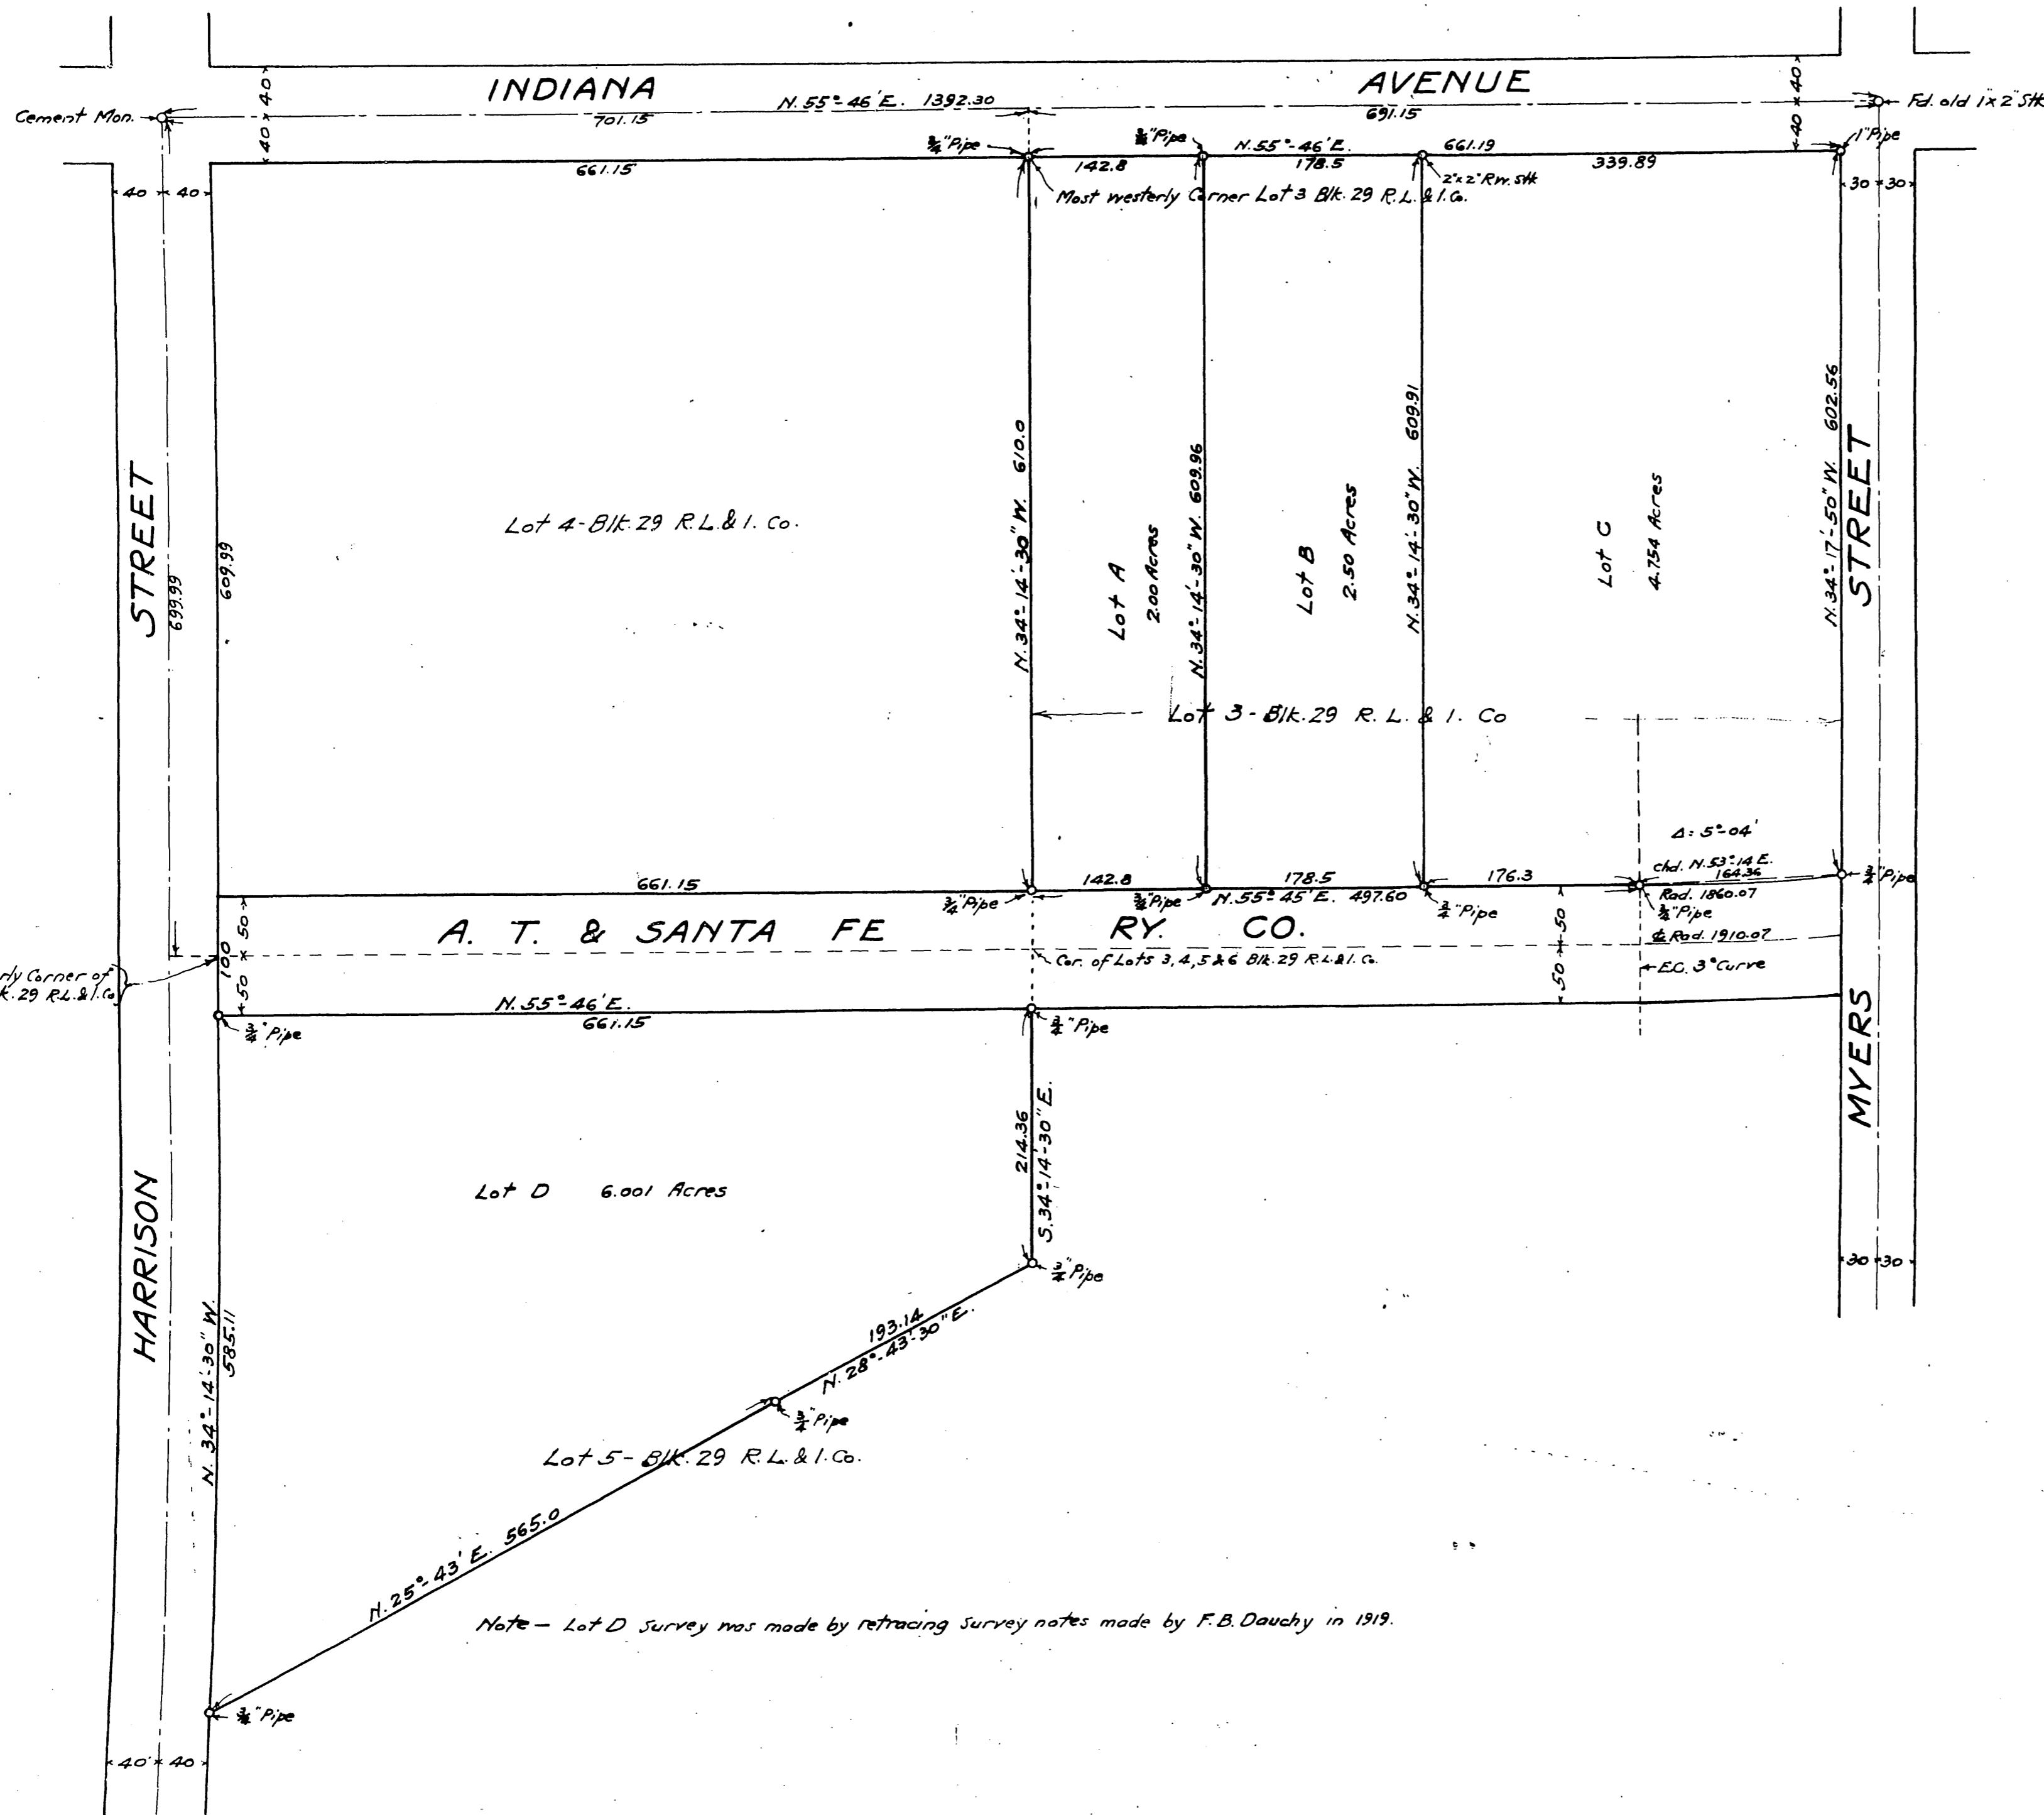 INDIANA
AVENUE
N. 55°-46' E. 1392.30
701.15
691.15
Cement Mon.
Fd. old 1"x 2" Stk
40 x 40
40 x 40
3/4" Pipe
3/4" Pipe
N. 55°-46' E.
661.19
1" Pipe
661.15
142.8
178.5
339.89
2"x 2" Rw. Stk
Most westerly Corner Lot 3 Blk. 29 R.L. & I. Co.
40
40
30
30
STREET
699.99
609.99
Lot 4-Blk. 29 R.L. & I. Co.
N. 34°-14'-30" W. 610.0
Lot A
2.00 Acres
N. 34°-14'-30" W. 609.96
Lot B
2.50 Acres
N. 34°-14'-30" W. 609.91
Lot C
4.754 Acres
N. 34°-17'-50" W. 602.56
STREET
Lot 3-Blk. 29 R. L. & I. Co
Δ= 5°-04'
chd. N. 53°-14 E.
164.36
Rad. 1860.07
3/4" Pipe
661.15
142.8
178.5
176.3
3/4" Pipe
3/4" Pipe
N. 55°-45' E. 497.60
3/4" Pipe
3/4" Pipe
A. T. & SANTA FE RY. CO.
℄ Rad. 1910.07
E.C. 3° Curve
50 50
100
50 50
rly Corner of
k. 29 R.L. & I. Co
Cor. of Lots 3, 4, 5 & 6 Blk. 29 R.L. & I. Co.
N. 55°-46' E.
661.15
3/4" Pipe
3/4" Pipe
MYERS
214.36
S. 34°-14'-30" E.
Lot D 6.001 Acres
HARRISON
3/4" Pipe
30
30
N. 34°-14'-30" W.
585.11
193.14
N. 28°-43'-30" E.
3/4" Pipe
Lot 5-Blk. 29 R.L. & I. Co.
N. 25°-43' E. 565.0
Note — Lot D Survey was made by retracing Survey notes made by F.B. Dauchy in 1919.
3/4" Pipe
40' 40